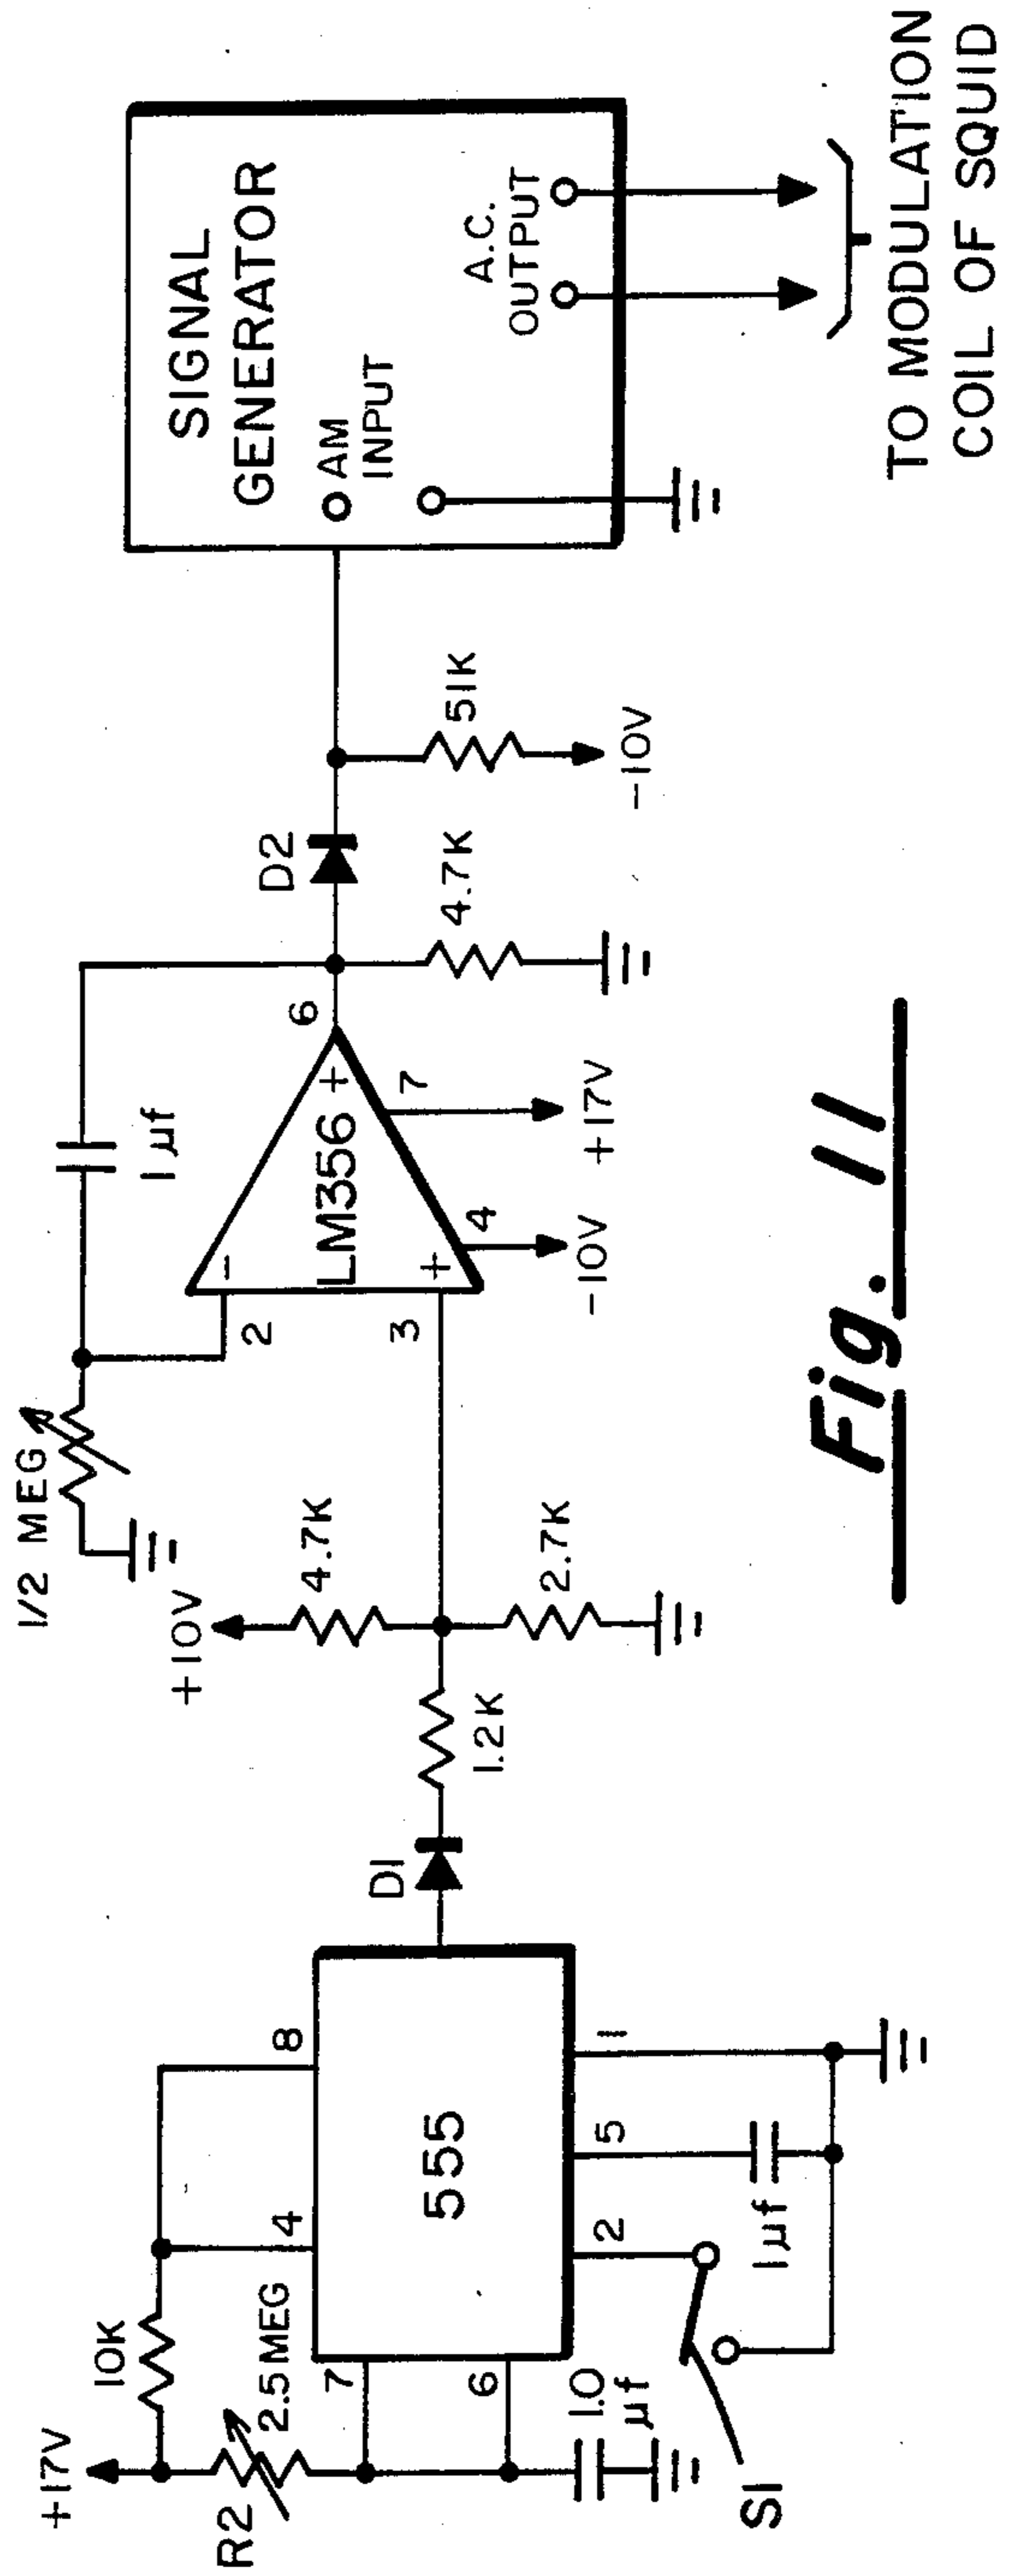 +17V
10K
R2
2.5MEG
7
6
4
8
555
1.0
µf
S1
2
5
1
1µf
D1
1.2K
+10V
4.7K
2.7K
1/2 MEG
1µf
2
3
-
+
LM356
+
6
4
7
-10V
+17V
D2
4.7K
51K
-10V
SIGNAL
GENERATOR
AM
INPUT
A.C.
OUTPUT
TO MODULATION
COIL OF SQUID
Fig. 11